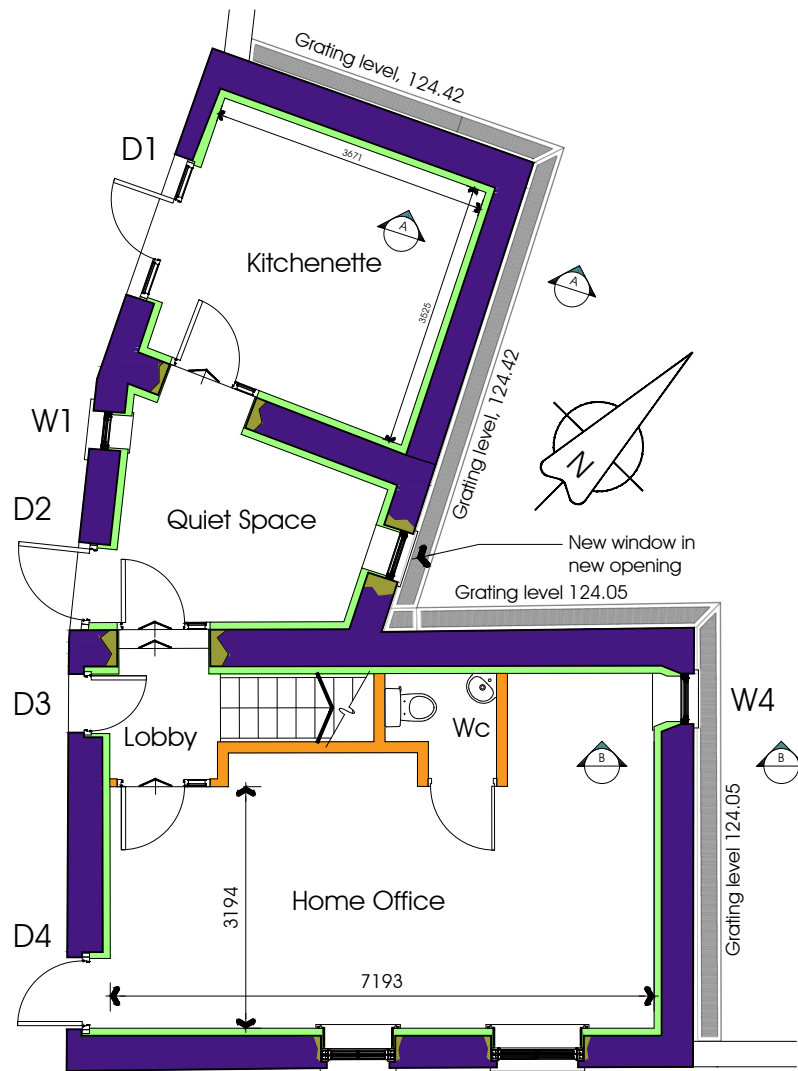 Grating level, 124.42
D1
3671
A
Kitchenette
A
3525
Grating level, 124.42
W1
N
D2
Quiet Space
New window in
new opening
Grating level 124.05
D3
Lobby
Wc
W4
B
B
Grating level 124.05
3194
Home Office
D4
7193